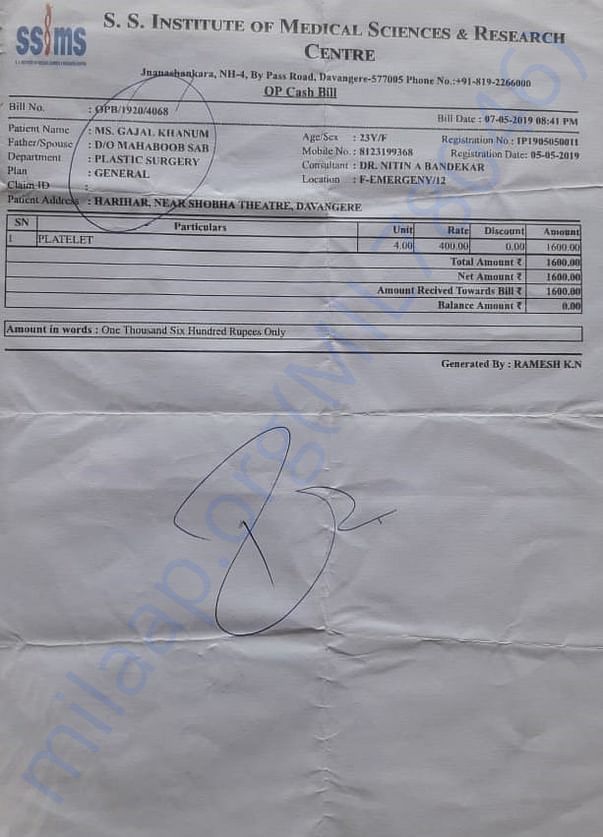 SSIMS
S. S. INSTITUTE OF MEDICAL SCIENCES & RESEARCH
CENTRE
Jnanashankara, NH-4, By Pass Road, Davangere-577005 Phone No.:+91-819-2266000
OP Cash Bill
Bill No. : OPB/1920/4068 Bill Date : 07-05-2019 08:41 PM
Patient Name : MS. GAJAL KHANUM Age/Sex : 23Y/F Registration No : IP1905050011
Father/Spouse : D/O MAHABOOB SAB Mobile No. : 8123199368 Registration Date: 05-05-2019
Department : PLASTIC SURGERY Consultant : DR. NITIN A BANDEKAR
Plan : GENERAL Location : F-EMERGENY/12
Claim ID :
Patient Address : HARIHAR, NEAR SHOBHA THEATRE, DAVANGERE
SN Particulars Unit Rate Discount Amount
1 PLATELET 4.00 400.00 0.00 1600.00
Total Amount ₹ 1600.00
Net Amount ₹ 1600.00
Amount Recived Towards Bill ₹ 1600.00
Balance Amount ₹ 0.00
Amount in words : One Thousand Six Hundred Rupees Only
Generated By : RAMESH K.N